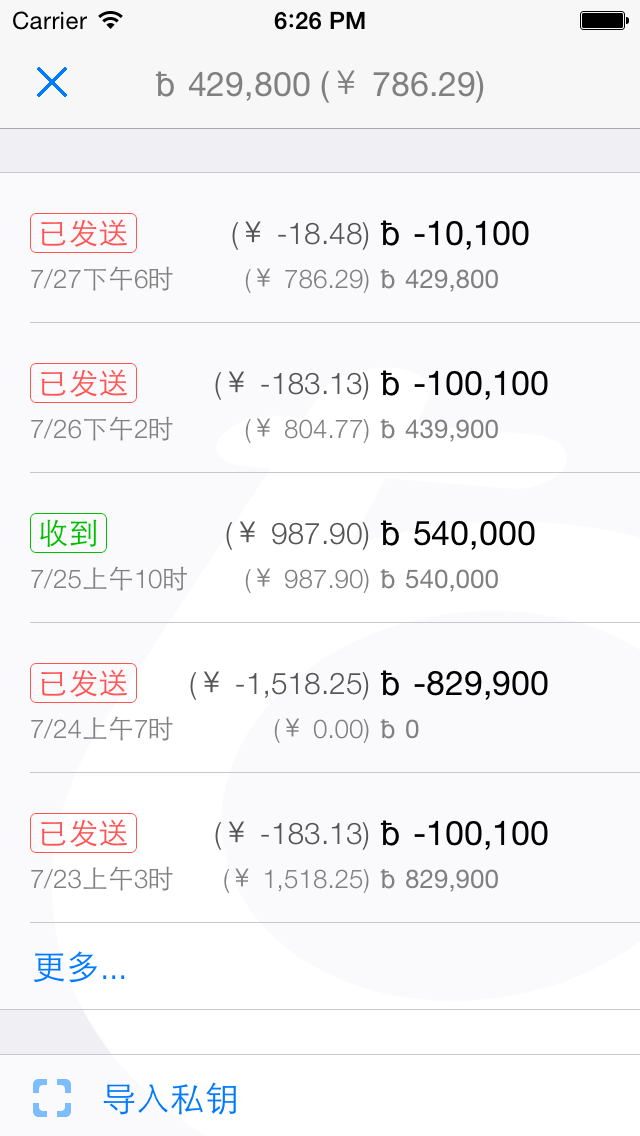 Carrier 6:26 PM
ƀ 429,800 (¥ 786.29)
已发送 (¥ -18.48) ƀ -10,100
7/27下午6时 (¥ 786.29) ƀ 429,800
已发送 (¥ -183.13) ƀ -100,100
7/26下午2时 (¥ 804.77) ƀ 439,900
收到 (¥ 987.90) ƀ 540,000
7/25上午10时 (¥ 987.90) ƀ 540,000
已发送 (¥ -1,518.25) ƀ -829,900
7/24上午7时 (¥ 0.00) ƀ 0
已发送 (¥ -183.13) ƀ -100,100
7/23上午3时 (¥ 1,518.25) ƀ 829,900
更多...
导入私钥